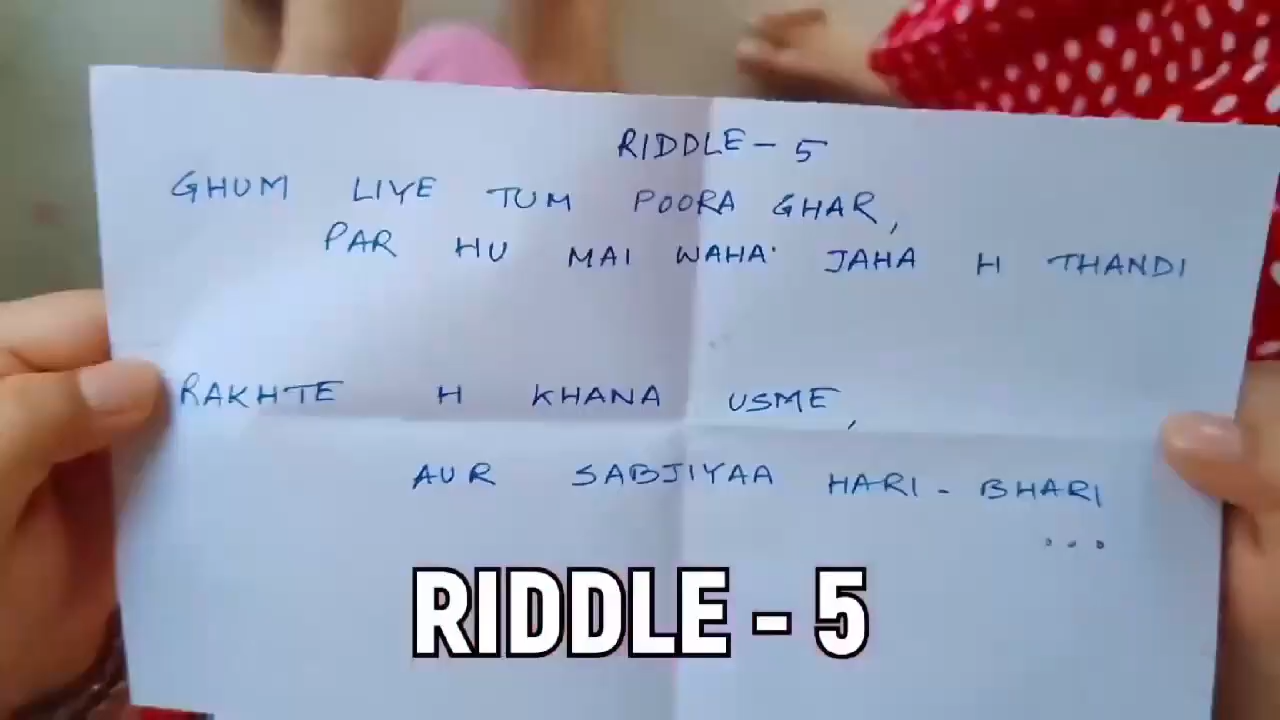 RIDDLE - 5
GHUM LIYE TUM POORA GHAR,
PAR HU MAI WAHA JAHA H THANDI
RAKHTE H KHANA USME,
AUR SABJIYAA HARI - BHARI
...
RIDDLE - 5